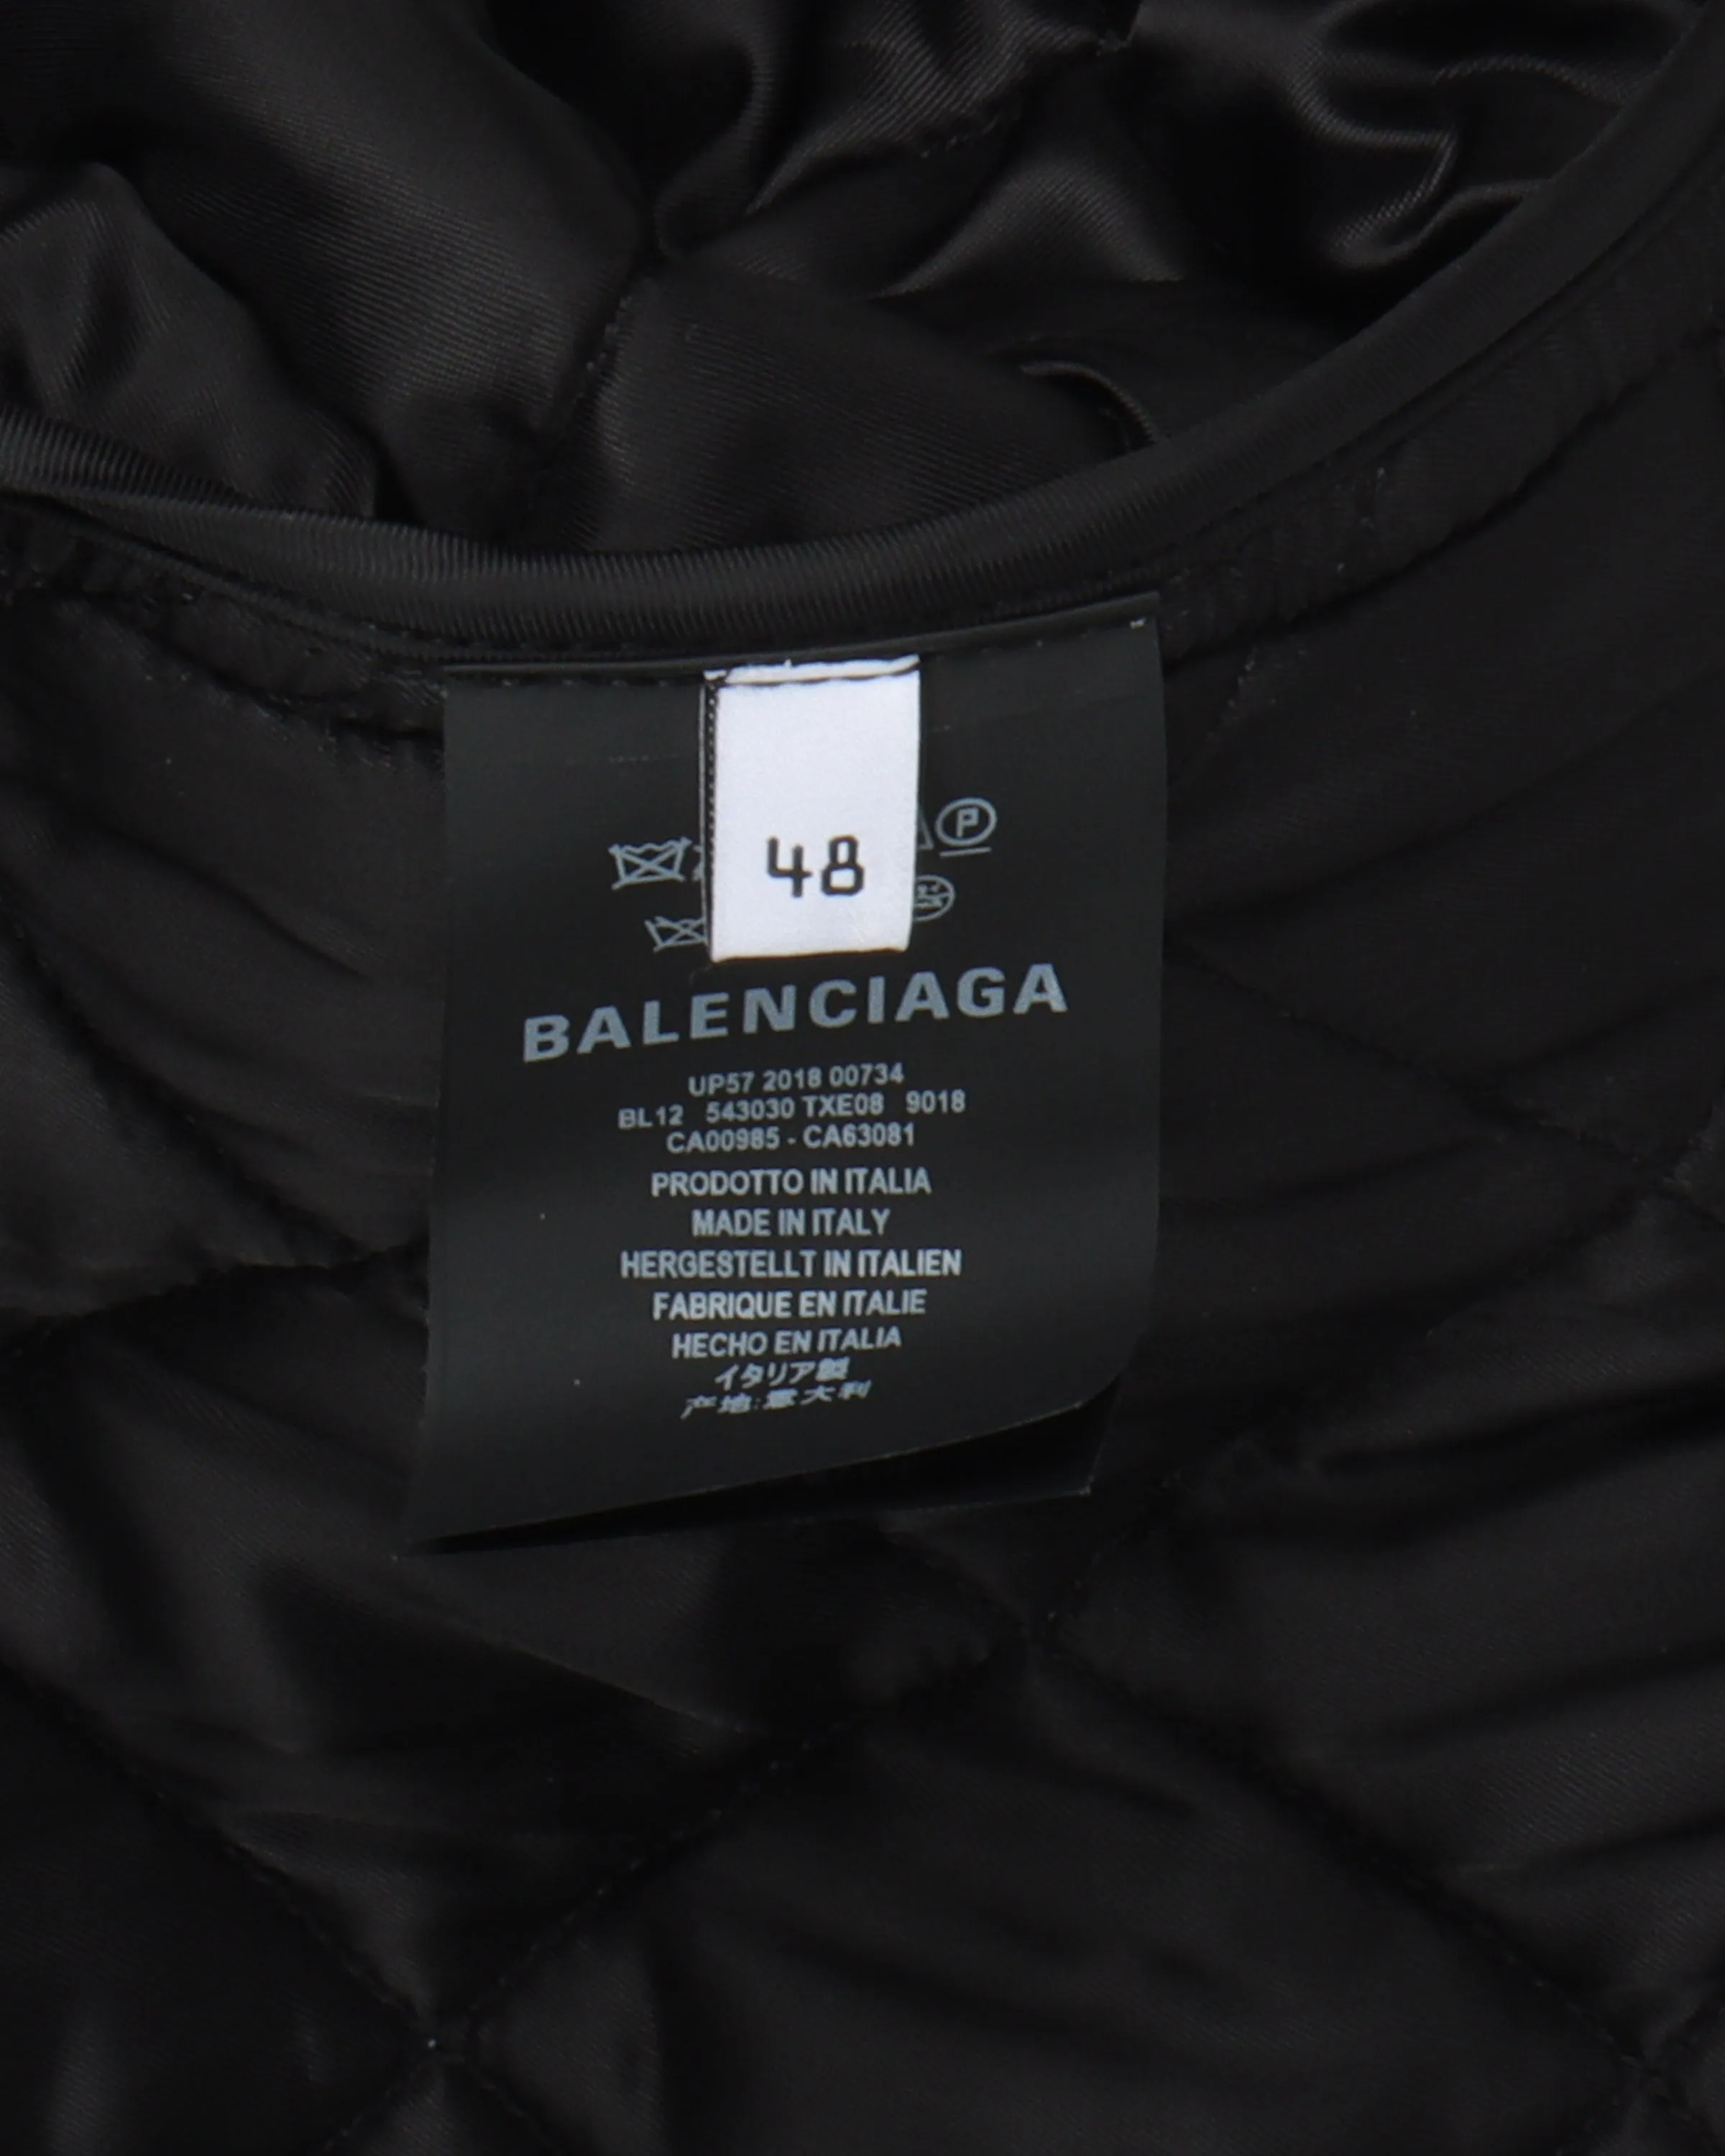 48
BALENCIAGA
UP57 2018 00734
BL12 543030 TXE08 9018
CA00985 - CA63081
PRODOTTO IN ITALIA
MADE IN ITALY
HERGESTELLT IN ITALIEN
FABRIQUE EN ITALIE
HECHO EN ITALIA
イタリア製
产地:意大利